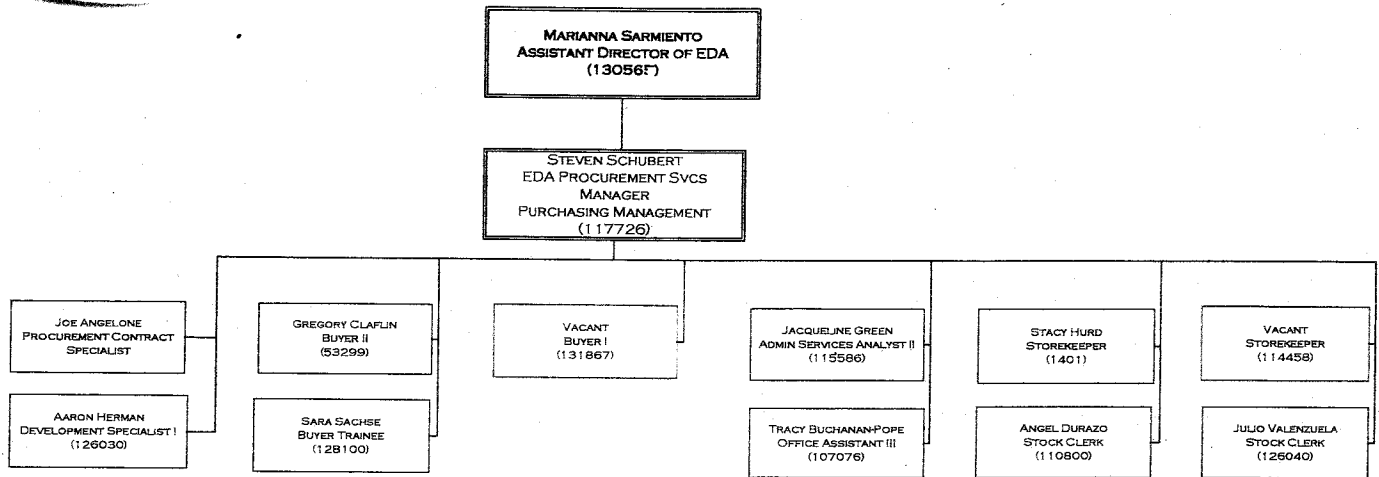 MARIANNA SARMIENTO
ASSISTANT DIRECTOR OF EDA
STEVEN SCHUBERT
EDA PROCUREMENT SVCS
MANAGER
PURCHASING MANAGEMENT
(117726)
JOE ANGELONE
PROCUREMENT CONTRACT
SPECIALIST
GREGORY CLAFLIN
BUYER II
(53299)
VACANT
BUYER I
(131867)
JACQUELINE GREEN
ADMIN SERVICES ANALYST II
(115586)
STACY HURD
STOREKEEPER
(1401)
VACANT
STOREKEEPER
(114458)
AARON HERMAN
DEVELOPMENT SPECIALIST I
(126030)
SARA SACHSE
BUYER TRAINEE
(128100)
TRACY BUCHANAN-POPE
OFFICE ASSISTANT III
(107076)
ANGEL DURAZO
STOCK CLERK
(110800)
JULIO VALENZUELA
STOCK CLERK
(126040)